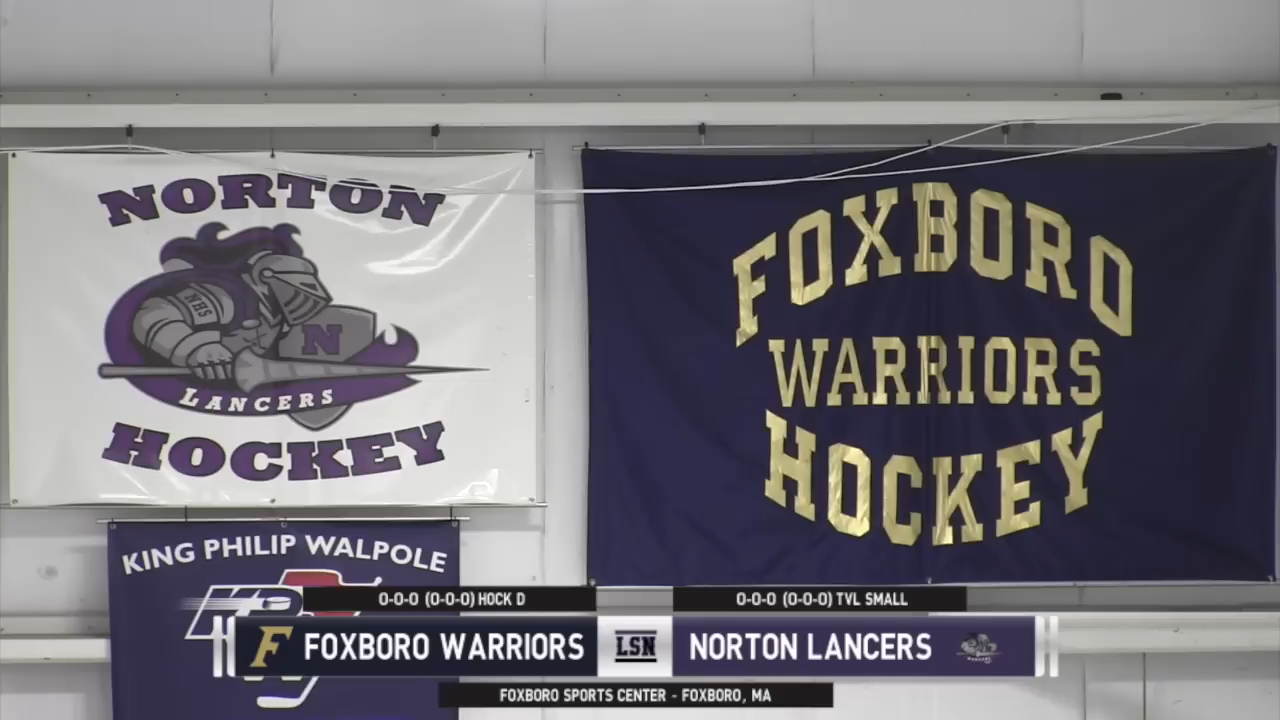 NORTON
NHS
N
LANCERS
HOCKEY
FOXBORO
WARRIORS
HOCKEY
KING PHILIP WALPOLE
0-0-0 (0-0-0) HOCK D
0-0-0 (0-0-0) TVL SMALL
F FOXBORO WARRIORS
LSN
NORTON LANCERS
FOXBORO SPORTS CENTER - FOXBORO, MA